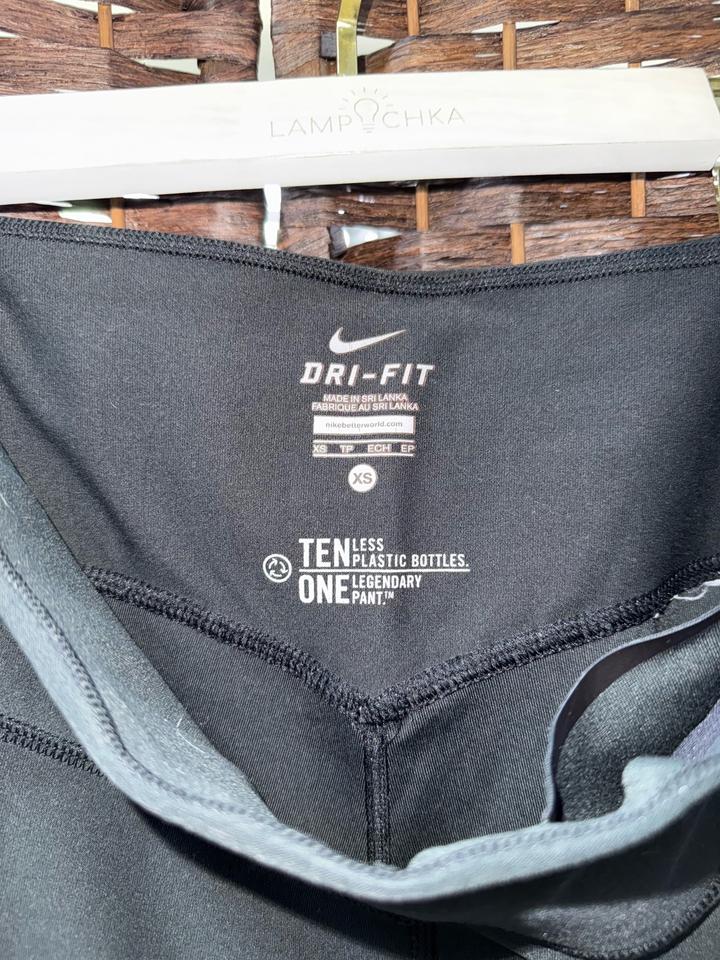 LAMPOCHKA
DRI-FIT
MADE IN SRI LANKA
FABRIQUE AU SRI LANKA
nikebetterworld.com
XS TP ECH EP
XS
TEN LESS PLASTIC BOTTLES.
ONE LEGENDARY PANT.™